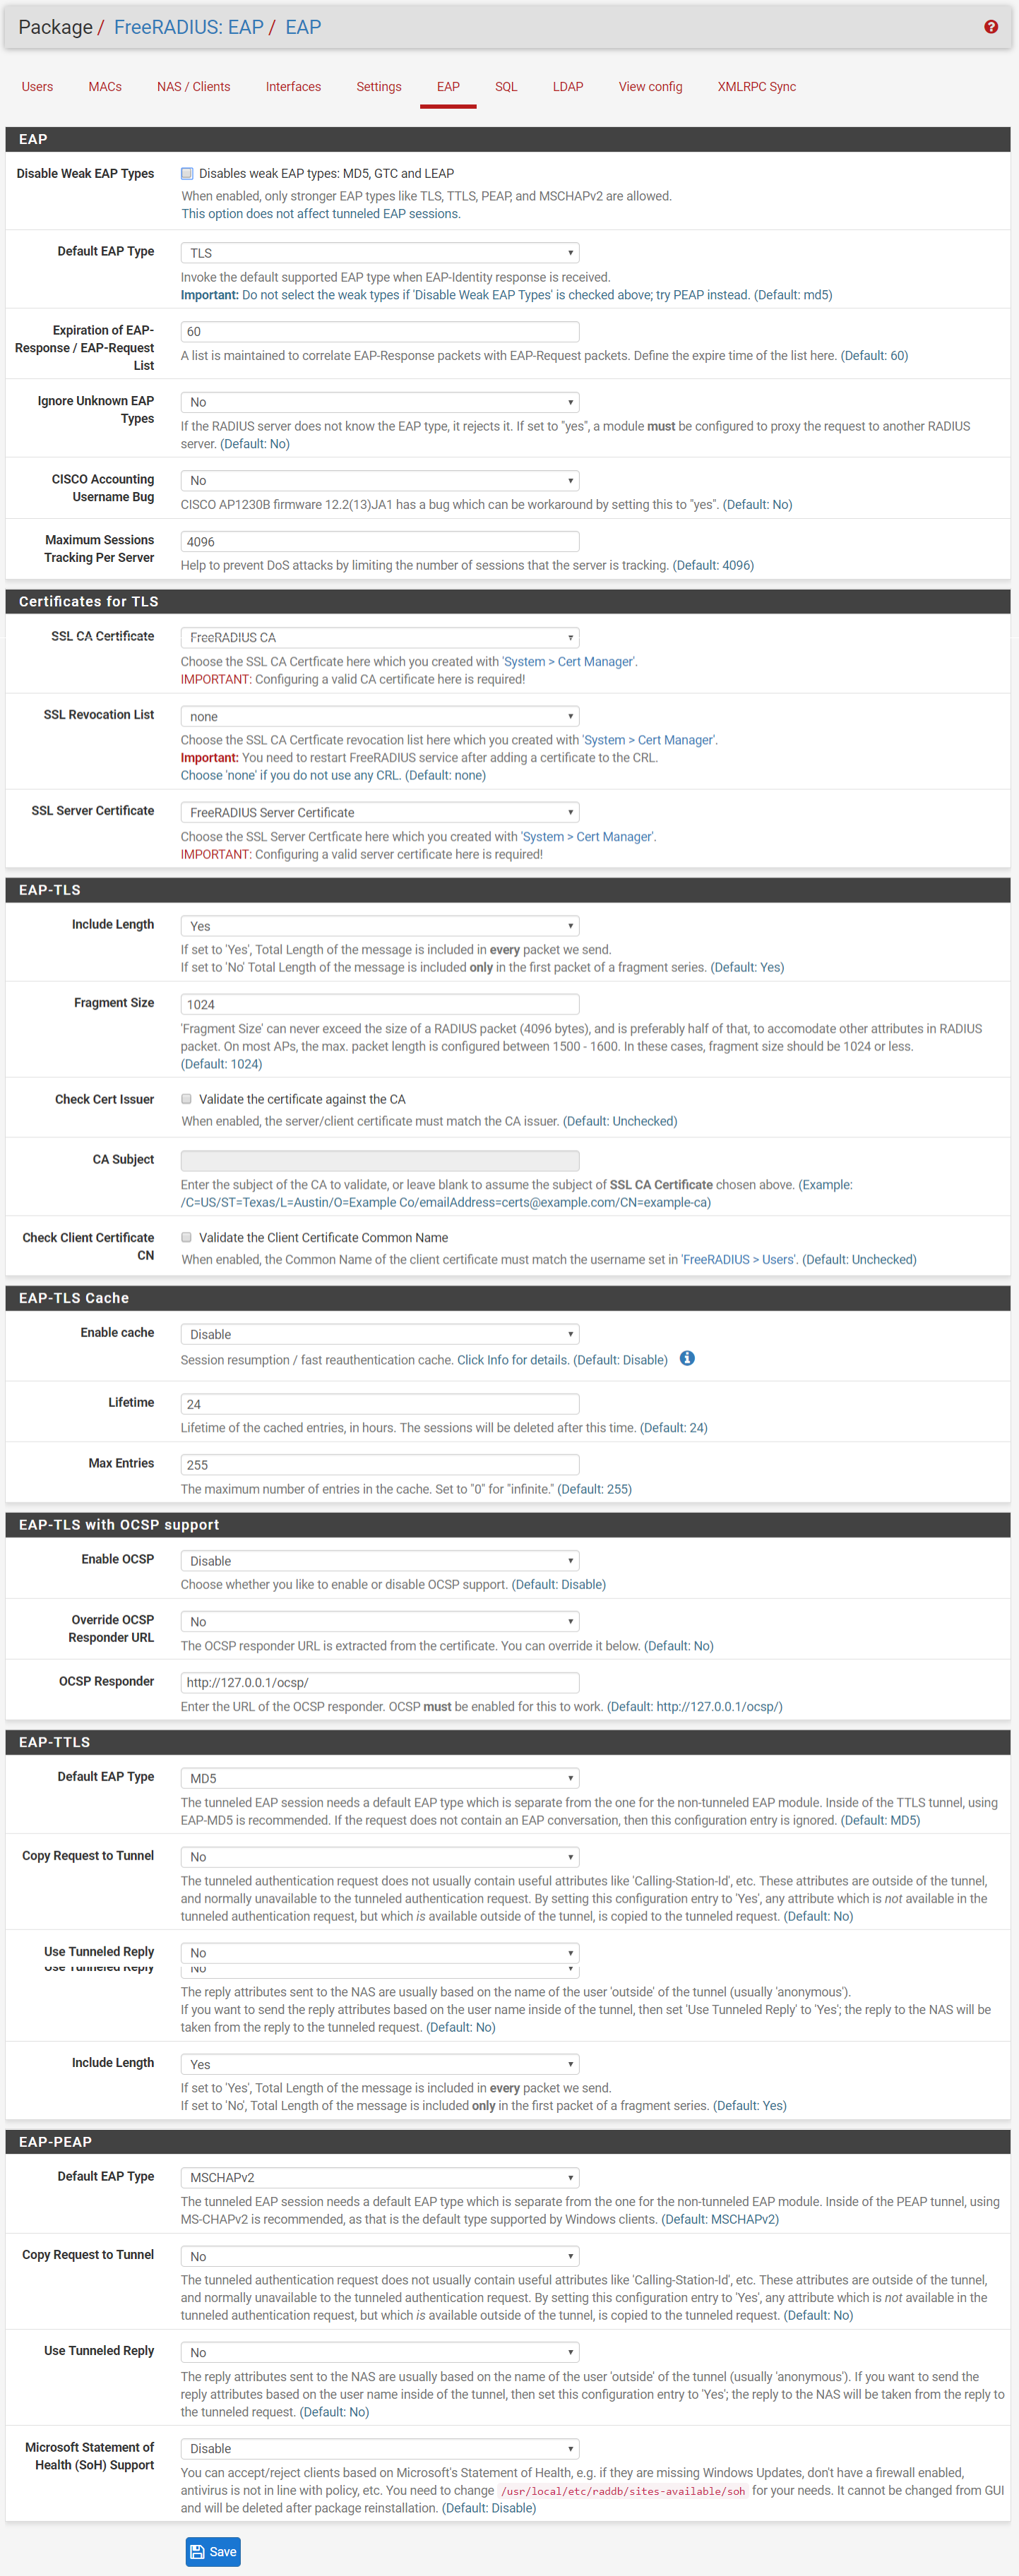 Package / FreeRADIUS: EAP / EAP
Users MACs NAS / Clients Interfaces Settings EAP SQL LDAP View config XMLRPC Sync
EAP
Disable Weak EAP Types
Disables weak EAP types: MD5, GTC and LEAP
When enabled, only stronger EAP types like TLS, TTLS, PEAP, and MSCHAPv2 are allowed.
This option does not affect tunneled EAP sessions.
Default EAP Type
TLS
Invoke the default supported EAP type when EAP-Identity response is received.
Important: Do not select the weak types if 'Disable Weak EAP Types' is checked above; try PEAP instead. (Default: md5)
Expiration of EAP-
Response / EAP-Request
List
60
A list is maintained to correlate EAP-Response packets with EAP-Request packets. Define the expire time of the list here. (Default: 60)
Ignore Unknown EAP
Types
No
If the RADIUS server does not know the EAP type, it rejects it. If set to "yes", a module must be configured to proxy the request to another RADIUS
server. (Default: No)
CISCO Accounting
Username Bug
No
CISCO AP1230B firmware 12.2(13)JA1 has a bug which can be workaround by setting this to "yes". (Default: No)
Maximum Sessions
Tracking Per Server
4096
Help to prevent DoS attacks by limiting the number of sessions that the server is tracking. (Default: 4096)
Certificates for TLS
SSL CA Certificate
FreeRADIUS CA
Choose the SSL CA Certficate here which you created with 'System > Cert Manager'.
IMPORTANT: Configuring a valid CA certificate here is required!
SSL Revocation List
none
Choose the SSL CA Certficate revocation list here which you created with 'System > Cert Manager'.
Important: You need to restart FreeRADIUS service after adding a certificate to the CRL.
Choose 'none' if you do not use any CRL. (Default: none)
SSL Server Certificate
FreeRADIUS Server Certificate
Choose the SSL Server Certficate here which you created with 'System > Cert Manager'.
IMPORTANT: Configuring a valid server certificate here is required!
EAP-TLS
Include Length
Yes
If set to 'Yes', Total Length of the message is included in every packet we send.
If set to 'No' Total Length of the message is included only in the first packet of a fragment series. (Default: Yes)
Fragment Size
1024
'Fragment Size' can never exceed the size of a RADIUS packet (4096 bytes), and is preferably half of that, to accomodate other attributes in RADIUS
packet. On most APs, the max. packet length is configured between 1500 - 1600. In these cases, fragment size should be 1024 or less.
(Default: 1024)
Check Cert Issuer
Validate the certificate against the CA
When enabled, the server/client certificate must match the CA issuer. (Default: Unchecked)
CA Subject
Enter the subject of the CA to validate, or leave blank to assume the subject of SSL CA Certificate chosen above. (Example:
/C=US/ST=Texas/L=Austin/O=Example Co/emailAddress=certs@example.com/CN=example-ca)
Check Client Certificate
CN
Validate the Client Certificate Common Name
When enabled, the Common Name of the client certificate must match the username set in 'FreeRADIUS > Users'. (Default: Unchecked)
EAP-TLS Cache
Enable cache
Disable
Session resumption / fast reauthentication cache. Click Info for details. (Default: Disable)
Lifetime
24
Lifetime of the cached entries, in hours. The sessions will be deleted after this time. (Default: 24)
Max Entries
255
The maximum number of entries in the cache. Set to "0" for "infinite." (Default: 255)
EAP-TLS with OCSP support
Enable OCSP
Disable
Choose whether you like to enable or disable OCSP support. (Default: Disable)
Override OCSP
Responder URL
No
The OCSP responder URL is extracted from the certificate. You can override it below. (Default: No)
OCSP Responder
http://127.0.0.1/ocsp/
Enter the URL of the OCSP responder. OCSP must be enabled for this to work. (Default: http://127.0.0.1/ocsp/)
EAP-TTLS
Default EAP Type
MD5
The tunneled EAP session needs a default EAP type which is separate from the one for the non-tunneled EAP module. Inside of the TTLS tunnel, using
EAP-MD5 is recommended. If the request does not contain an EAP conversation, then this configuration entry is ignored. (Default: MD5)
Copy Request to Tunnel
No
The tunneled authentication request does not usually contain useful attributes like 'Calling-Station-Id', etc. These attributes are outside of the tunnel,
and normally unavailable to the tunneled authentication request. By setting this configuration entry to 'Yes', any attribute which is not available in the
tunneled authentication request, but which is available outside of the tunnel, is copied to the tunneled request. (Default: No)
Use Tunneled Reply
No
Use Tunneled Reply
No
The reply attributes sent to the NAS are usually based on the name of the user 'outside' of the tunnel (usually 'anonymous').
If you want to send the reply attributes based on the user name inside of the tunnel, then set 'Use Tunneled Reply' to 'Yes'; the reply to the NAS will be
taken from the reply to the tunneled request. (Default: No)
Include Length
Yes
If set to 'Yes', Total Length of the message is included in every packet we send.
If set to 'No', Total Length of the message is included only in the first packet of a fragment series. (Default: Yes)
EAP-PEAP
Default EAP Type
MSCHAPv2
The tunneled EAP session needs a default EAP type which is separate from the one for the non-tunneled EAP module. Inside of the PEAP tunnel, using
MS-CHAPv2 is recommended, as that is the default type supported by Windows clients. (Default: MSCHAPv2)
Copy Request to Tunnel
No
The tunneled authentication request does not usually contain useful attributes like 'Calling-Station-Id', etc. These attributes are outside of the tunnel,
and normally unavailable to the tunneled authentication request. By setting this configuration entry to 'Yes', any attribute which is not available in the
tunneled authentication request, but which is available outside of the tunnel, is copied to the tunneled request. (Default: No)
Use Tunneled Reply
No
The reply attributes sent to the NAS are usually based on the name of the user 'outside' of the tunnel (usually 'anonymous'). If you want to send the
reply attributes based on the user name inside of the tunnel, then set this configuration entry to 'Yes'; the reply to the NAS will be taken from the reply to
the tunneled request. (Default: No)
Microsoft Statement of
Health (SoH) Support
Disable
You can accept/reject clients based on Microsoft's Statement of Health, e.g. if they are missing Windows Updates, don't have a firewall enabled,
antivirus is not in line with policy, etc. You need to change /usr/local/etc/raddb/sites-available/soh for your needs. It cannot be changed from GUI
and will be deleted after package reinstallation. (Default: Disable)
Save